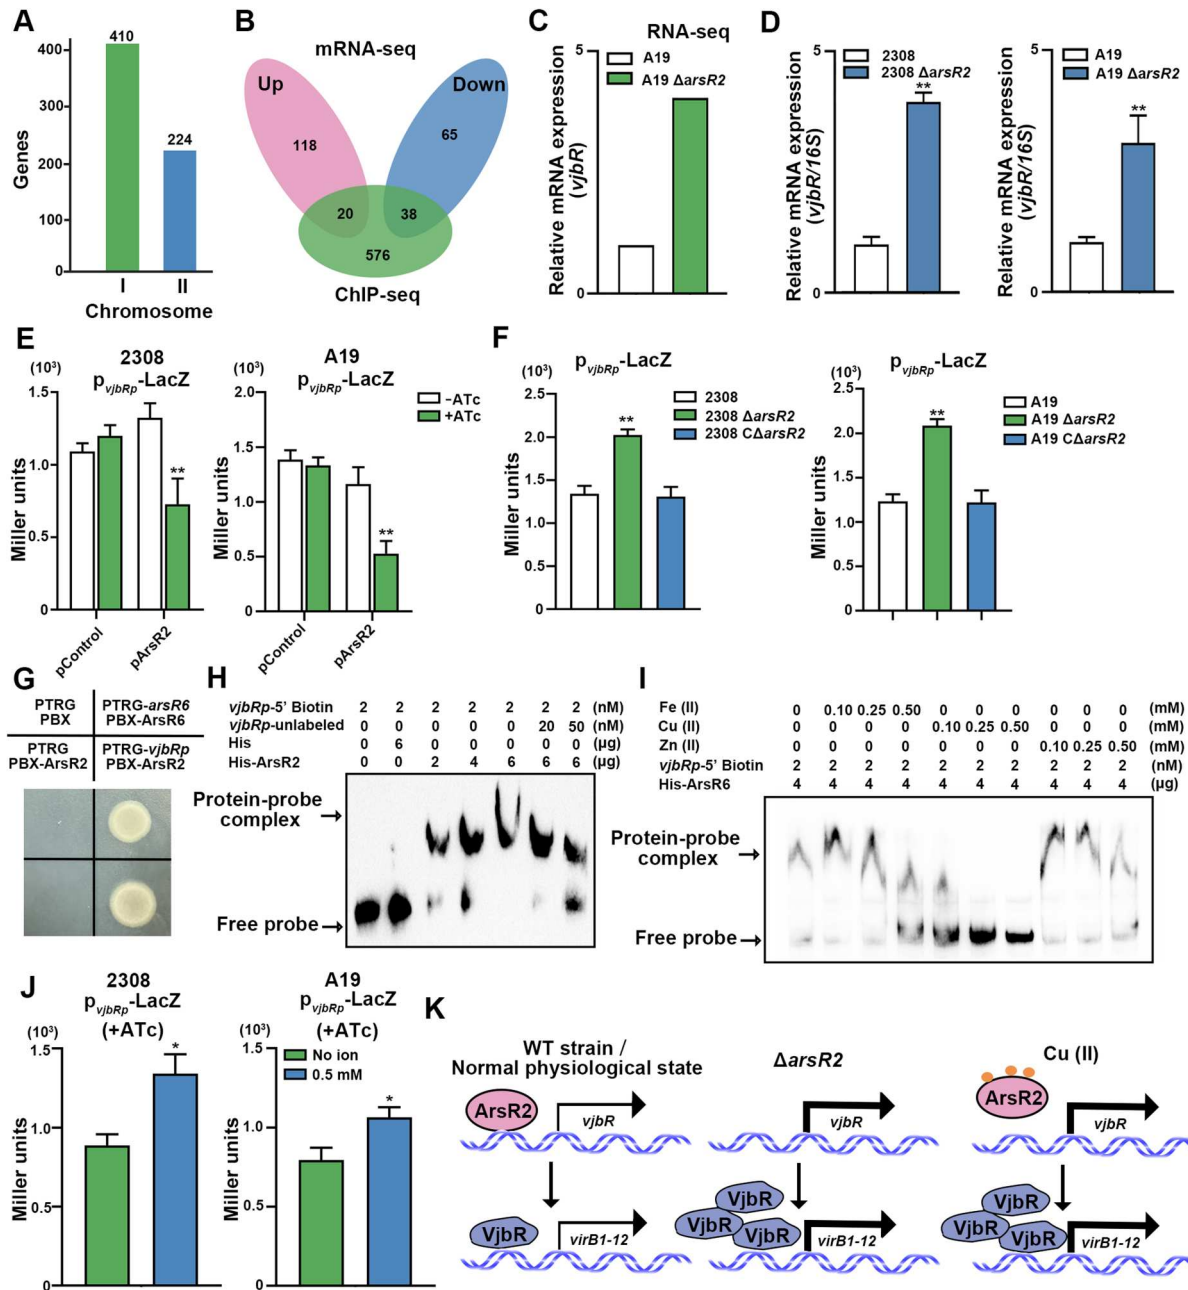 A
400
300
200
100
0
Genes
410
224
I
II
Chromosome
B
mRNA-seq
Up
Down
118
65
20
38
576
ChIP-seq
C
RNA-seq
A19
A19 ΔarsR2
5
0
Relative mRNA expression
(vjbR)
D
2308
2308 ΔarsR2
**
5
0
Relative mRNA expression
(vjbR/16S)
A19
A19 ΔarsR2
**
5
0
Relative mRNA expression
(vjbR/16S)
E
2308
pvjbRp-LacZ
(10³)
1.5
1.0
0.5
0
Miller units
**
pControl
pArsR2
A19
pvjbRp-LacZ
(10³)
2.0
1.5
1.0
0.5
0
Miller units
**
pControl
pArsR2
−ATc
+ATc
F
pvjbRp-LacZ
(10³)
2.5
2.0
1.5
1.0
0
Miller units
**
2308
2308 ΔarsR2
2308 CΔarsR2
pvjbRp-LacZ
(10³)
2.5
2.0
1.5
1.0
0
Miller units
**
A19
A19 ΔarsR2
A19 CΔarsR2
G
PTRG
PBX
PTRG-arsR6
PBX-ArsR6
PTRG
PBX-ArsR2
PTRG-vjbRp
PBX-ArsR2
H
vjbRp-5' Biotin 2 2 2 2 2 2 2 (nM)
vjbRp-unlabeled 0 0 0 0 0 20 50 (nM)
His 0 6 0 0 0 0 0 (µg)
His-ArsR2 0 0 2 4 6 6 6 (µg)
Protein-probe
complex
Free probe
I
Fe (II) 0 0.10 0.25 0.50 0 0 0 0 0 0 (mM)
Cu (II) 0 0 0 0 0.10 0.25 0.50 0 0 0 (mM)
Zn (II) 0 0 0 0 0 0 0 0.10 0.25 0.50 (mM)
vjbRp-5' Biotin 2 2 2 2 2 2 2 2 2 2 (nM)
His-ArsR6 4 4 4 4 4 4 4 4 4 4 (µg)
Protein-probe
complex
Free probe
J
2308
pvjbRp-LacZ
(+ATc)
(10³)
1.5
1.0
0.5
0
Miller units
*
A19
pvjbRp-LacZ
(+ATc)
(10³)
1.5
1.0
0.5
0
Miller units
No ion
0.5 mM
*
K
WT strain /
Normal physiological state
ArsR2
vjbR
VjbR
virB1-12
ΔarsR2
vjbR
VjbR
VjbR
VjbR
virB1-12
Cu (II)
ArsR2
vjbR
VjbR
VjbR
VjbR
virB1-12